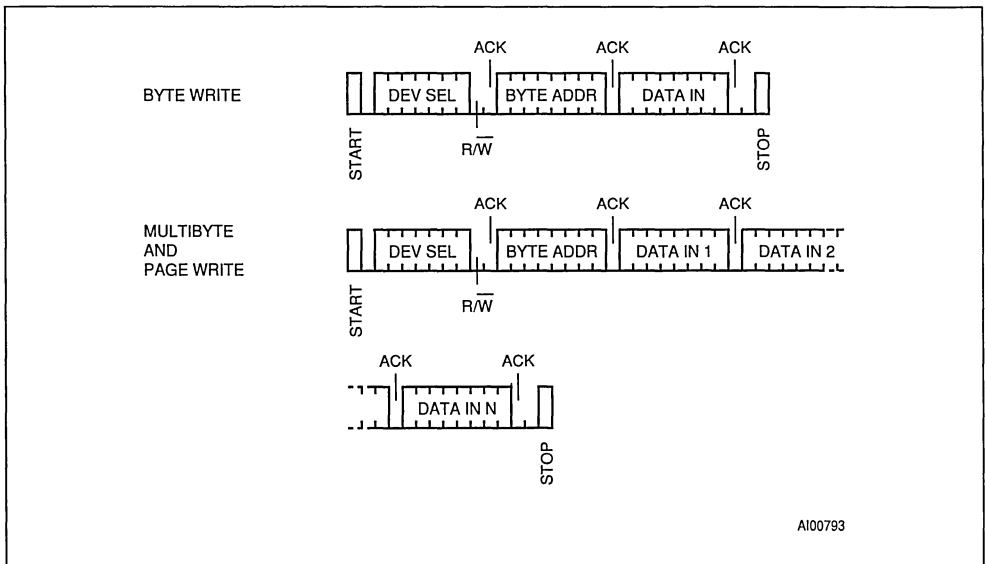 ACK ACK ACK
BYTE WRITE DEV SEL BYTE ADDR DATA IN
START R/W̅ STOP
ACK ACK ACK
MULTIBYTE
AND
PAGE WRITE
DEV SEL BYTE ADDR DATA IN 1 DATA IN 2
START R/W̅
ACK ACK
DATA IN N
STOP
AI00793